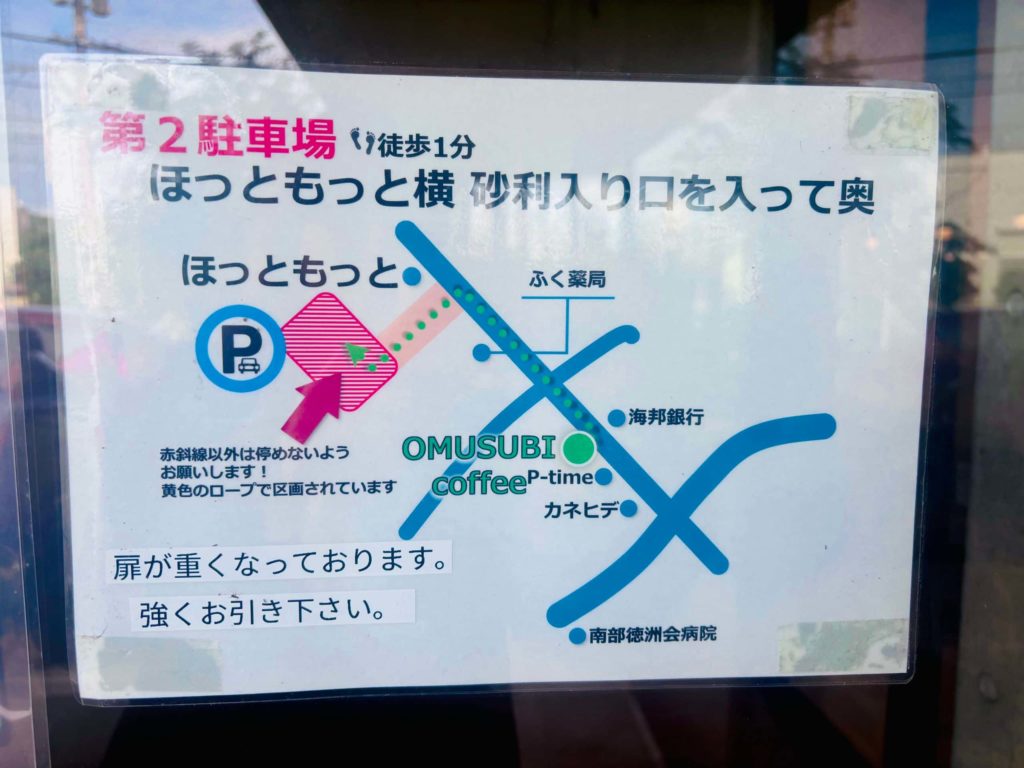 第2駐車場 徒歩1分
ほっともっと横 砂利入り口を入って奥
ほっともっと
ふく薬局
P
海邦銀行
OMUSUBI
coffee
P-time
カネヒデ
赤斜線以外は停めないよう
お願いします！
黄色のロープで区画されています
扉が重くなっております。
強くお引き下さい。
南部徳洲会病院